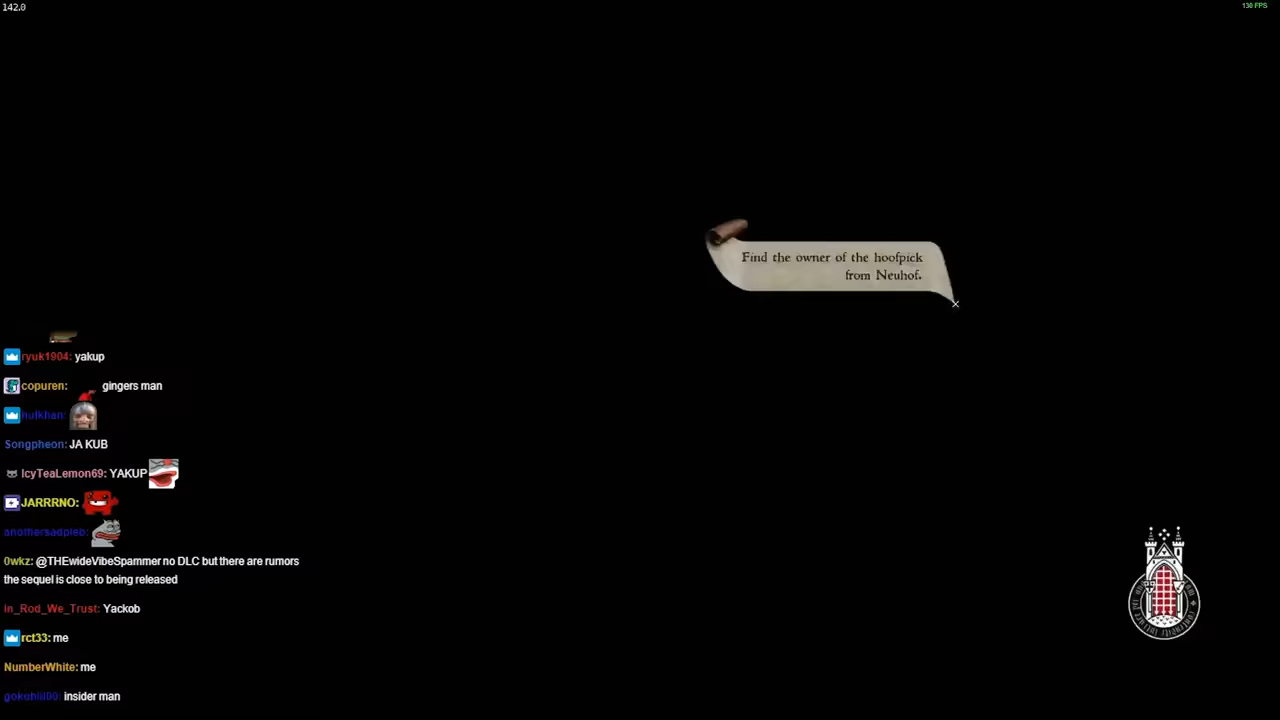 142.0
130 FPS
Find the owner of the hoofpick
from Neuhof.
ryuk1904: yakup
copuren: gingers man
hulkhan:
Songpheon: JA KUB
IcyTeaLemon69: YAKUP
JARRRNO:
anothersadpleb:
0wkz: @THEwideVibeSpammer no DLC but there are rumors
the sequel is close to being released
in_Rod_We_Trust: Yackob
rct33: me
NumberWhite: me
insider man